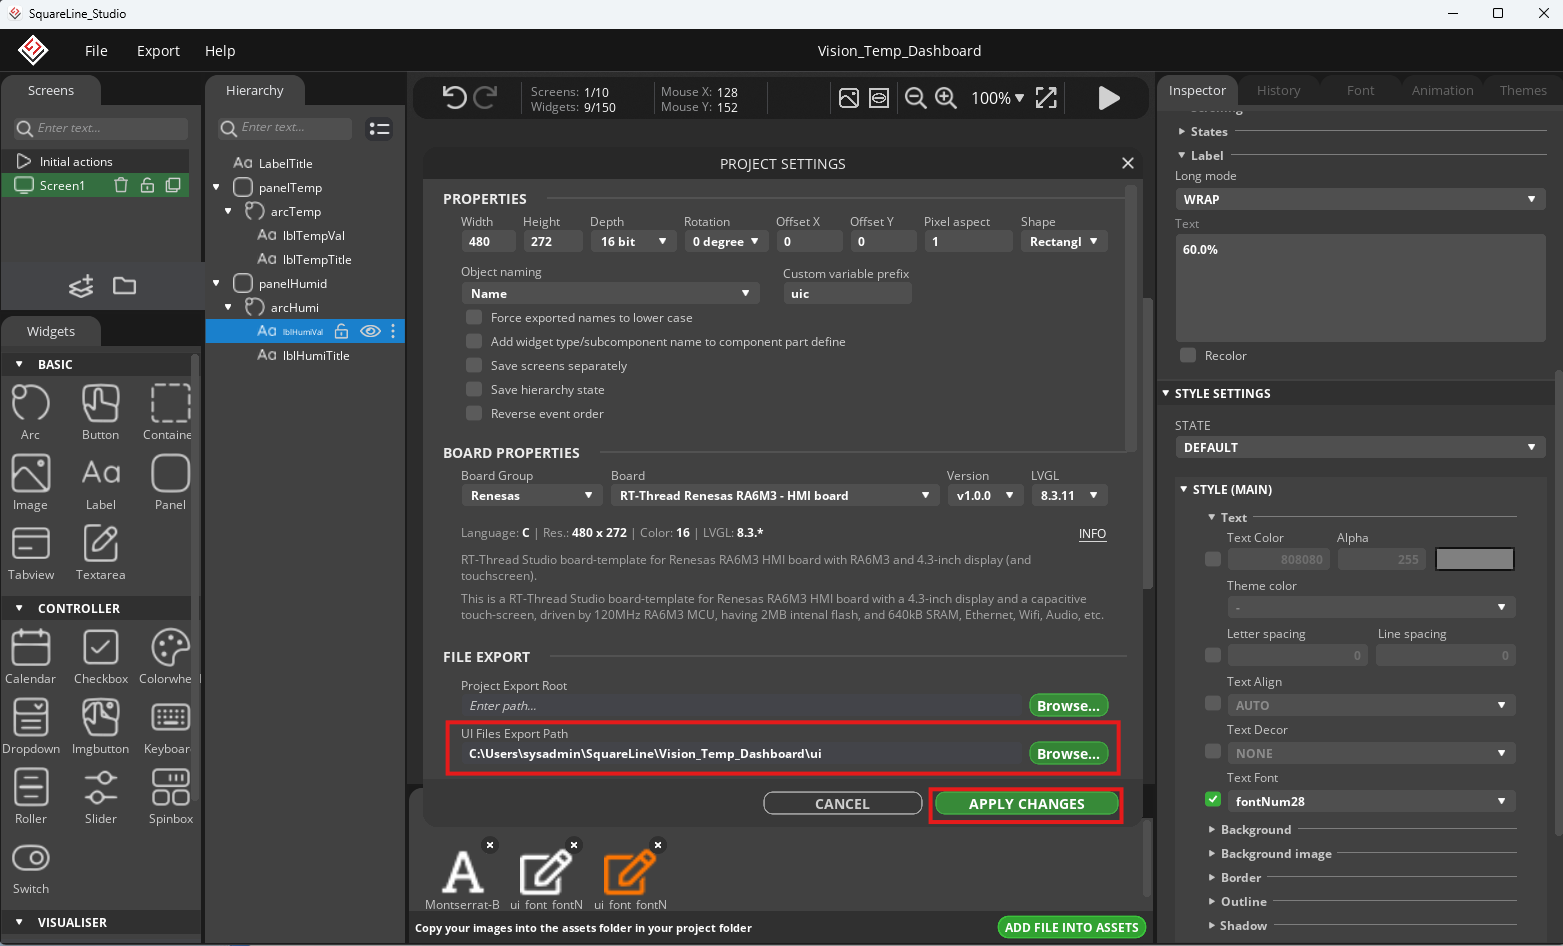 SquareLine_Studio
File Export Help
Vision_Temp_Dashboard
Screens
Enter text...
Initial actions
Screen1
Widgets
BASIC
Arc Button Containe
Image Label Panel
Tabview Textarea
CONTROLLER
Calendar Checkbox Colorwhe
Dropdown Imgbutton Keyboar
Roller Slider Spinbox
Switch
VISUALISER
Hierarchy
Enter text...
Aa LabelTitle
panelTemp
arcTemp
Aa lblTempVal
Aa lblTempTitle
panelHumid
arcHumi
Aa lblHumVal
Aa lblHumiTitle
Screens: 1/10
Widgets: 9/150
Mouse X: 128
Mouse Y: 152
100%
PROJECT SETTINGS
PROPERTIES
Width Height Depth Rotation Offset X Offset Y Pixel aspect Shape
480 272 16 bit 0 degree 0 0 1 Rectangl
Object naming Custom variable prefix
Name uic
Force exported names to lower case
Add widget type/subcomponent name to component part define
Save screens separately
Save hierarchy state
Reverse event order
BOARD PROPERTIES
Board Group Board Version LVGL
Renesas RT-Thread Renesas RA6M3 - HMI board v1.0.0 8.3.11
Language: C | Res.: 480 x 272 | Color: 16 | LVGL: 8.3.* INFO
RT-Thread Studio board-template for Renesas RA6M3 HMI board with RA6M3 and 4.3-inch display (and
touchscreen).
This is a RT-Thread Studio board-template for Renesas RA6M3 HMI board with a 4.3-inch display and a capacitive
touch-screen, driven by 120MHz RA6M3 MCU, having 2MB intenal flash, and 640kB SRAM, Ethernet, Wifi, Audio, etc.
FILE EXPORT
Project Export Root
Enter path... Browse...
UI Files Export Path
C:\Users\sysadmin\SquareLine\Vision_Temp_Dashboard\ui Browse...
CANCEL APPLY CHANGES
Montserrat-B ui_font_fontN ui_font_fontN
Copy your images into the assets folder in your project folder
ADD FILE INTO ASSETS
Inspector History Font Animation Themes
States
Label
Long mode
WRAP
Text
60.0%
Recolor
STYLE SETTINGS
STATE
DEFAULT
STYLE (MAIN)
Text
Text Color Alpha
808080 255
Theme color
-
Letter spacing Line spacing
0 0
Text Align
AUTO
Text Decor
NONE
Text Font
fontNum28
Background
Background image
Border
Outline
Shadow